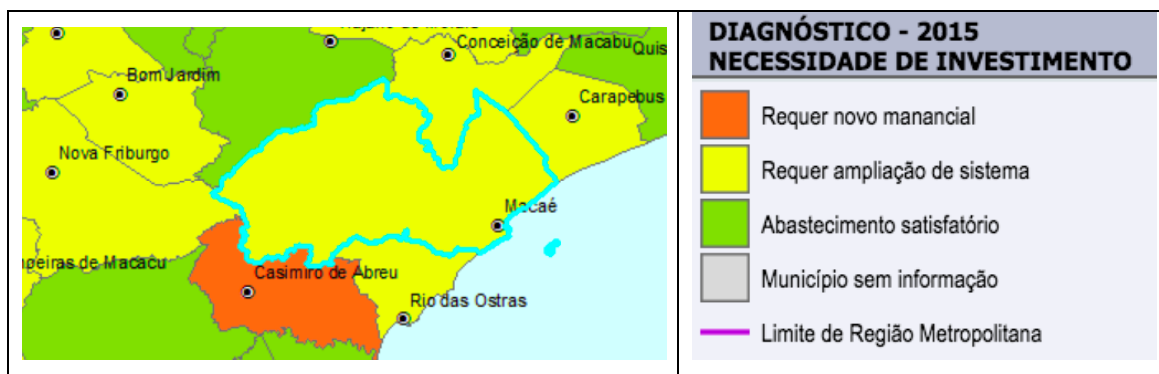 Conceição de Macabu
Quis
Bom Jardim
Carapebus
Nova Friburgo
Macaé
Casimiro de Abreu
Rio das Ostras
DIAGNÓSTICO - 2015
NECESSIDADE DE INVESTIMENTO
Requer novo manancial
Requer ampliação de sistema
Abastecimento satisfatório
Município sem informação
Limite de Região Metropolitana